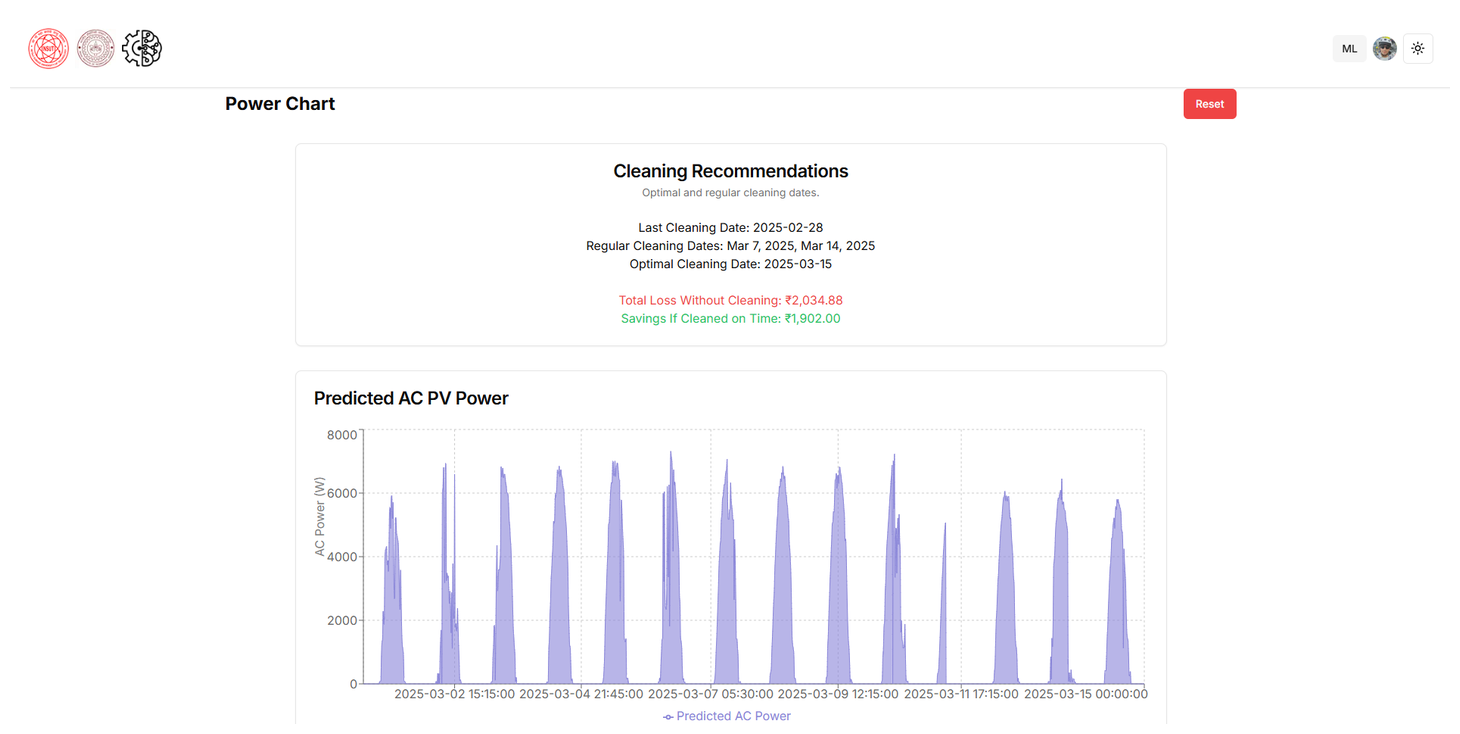 NSUT
ML
Power Chart
Reset
Cleaning Recommendations
Optimal and regular cleaning dates.
Last Cleaning Date: 2025-02-28
Regular Cleaning Dates: Mar 7, 2025, Mar 14, 2025
Optimal Cleaning Date: 2025-03-15
Total Loss Without Cleaning: ₹2,034.88
Savings If Cleaned on Time: ₹1,902.00
Predicted AC PV Power
8000
6000
4000
2000
0
AC Power (W)
2025-03-02 15:15:00 2025-03-04 21:45:00 2025-03-07 05:30:00 2025-03-09 12:15:00 2025-03-11 17:15:00 2025-03-15 00:00:00
Predicted AC Power